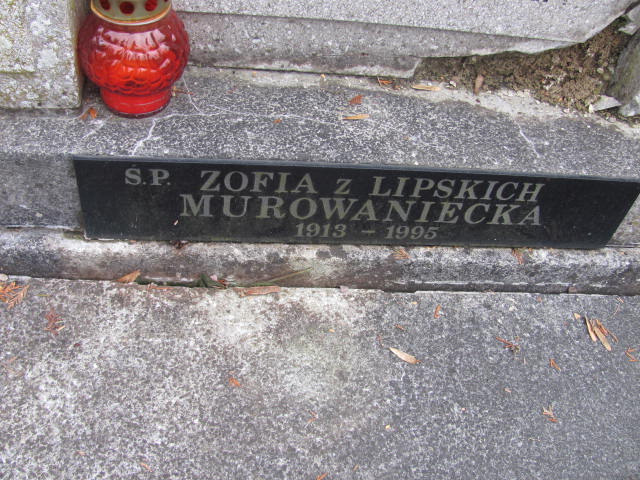 Ś.P. ZOFIA Z LIPSKICH
MUROWANIECKA
1913 - 1995